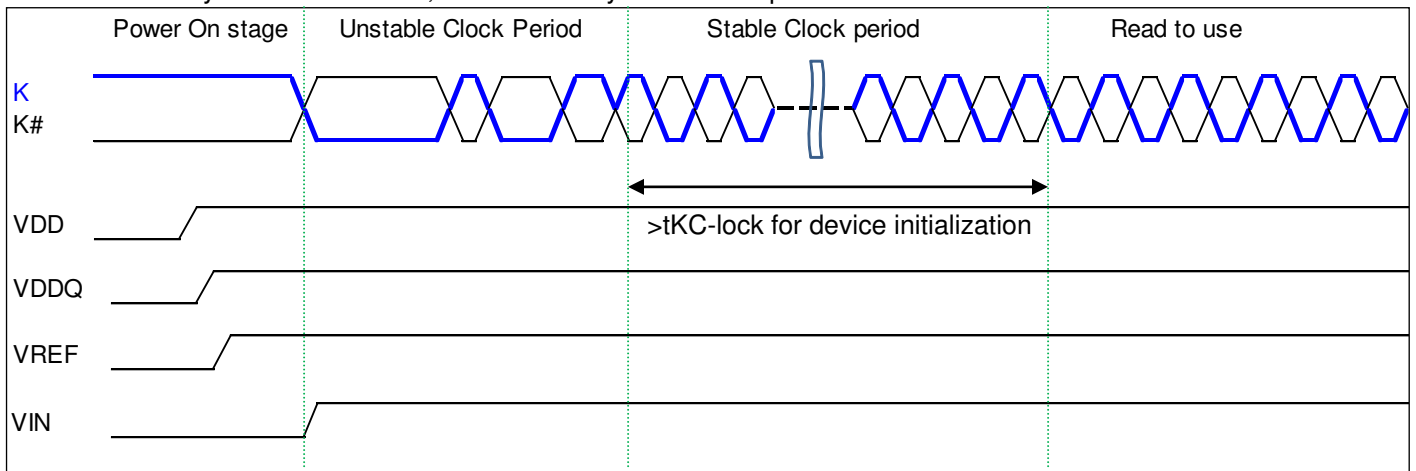 Power On stage Unstable Clock Period Stable Clock period Read to use
K
K#
VDD
>tKC-lock for device initialization
VDDQ
VREF
VIN